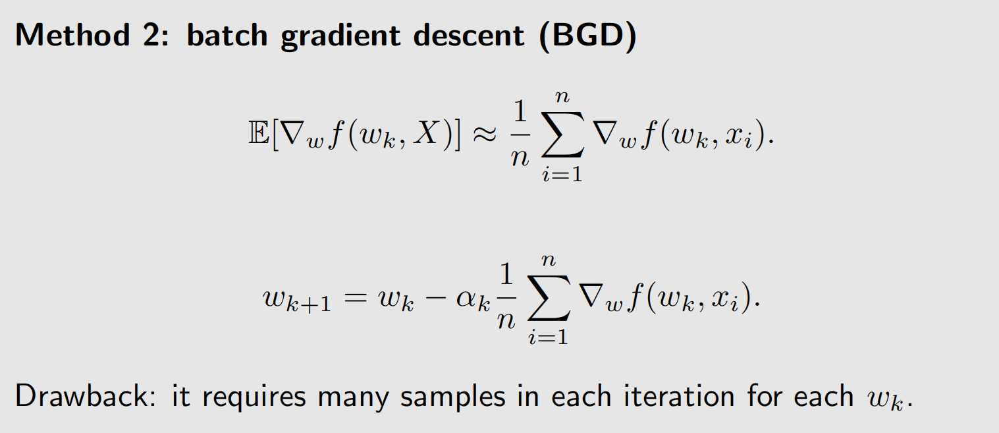 Method 2: batch gradient descent (BGD)
$$\mathbb{E}[\nabla_w f(w_k, X)] \approx \frac{1}{n} \sum_{i=1}^{n} \nabla_w f(w_k, x_i).$$
$$w_{k+1} = w_k - \alpha_k \frac{1}{n} \sum_{i=1}^{n} \nabla_w f(w_k, x_i).$$
Drawback: it requires many samples in each iteration for each $w_k$.